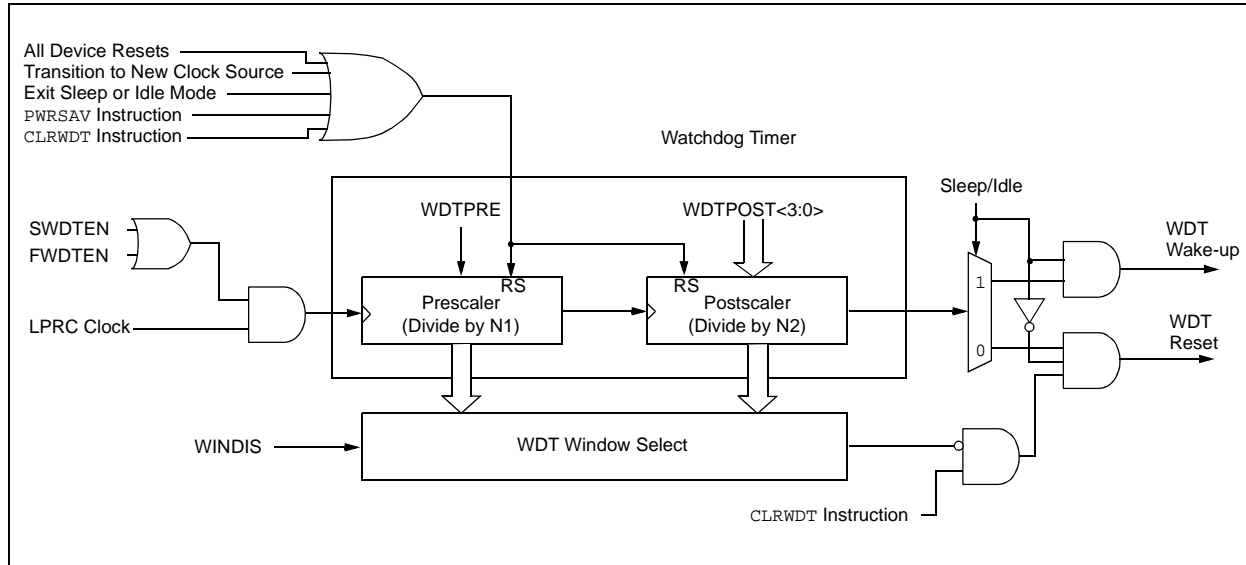 All Device Resets
Transition to New Clock Source
Exit Sleep or Idle Mode
PWRSAV Instruction
CLRWDT Instruction
Watchdog Timer
Sleep/Idle
WDTPRE
WDTPOST<3:0>
SWDTEN
FWDTEN
WDT
Wake-up
RS
RS
1
Prescaler
(Divide by N1)
Postscaler
(Divide by N2)
LPRC Clock
0
WDT
Reset
WINDIS
WDT Window Select
CLRWDT Instruction